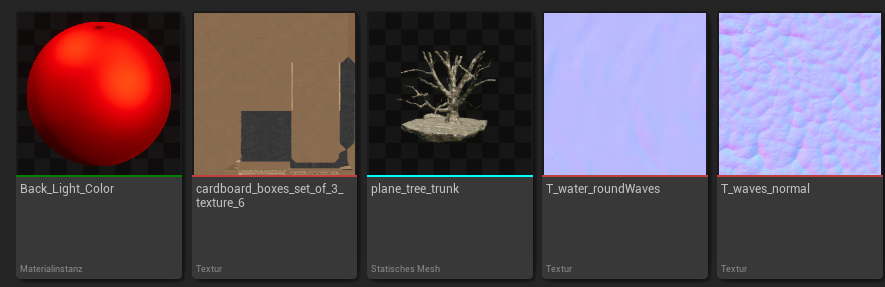 Back_Light_Color
Materialinstanz
cardboard_boxes_set_of_3_
texture_6
Textur
plane_tree_trunk
Statisches Mesh
T_water_roundWaves
Textur
T_waves_normal
Textur